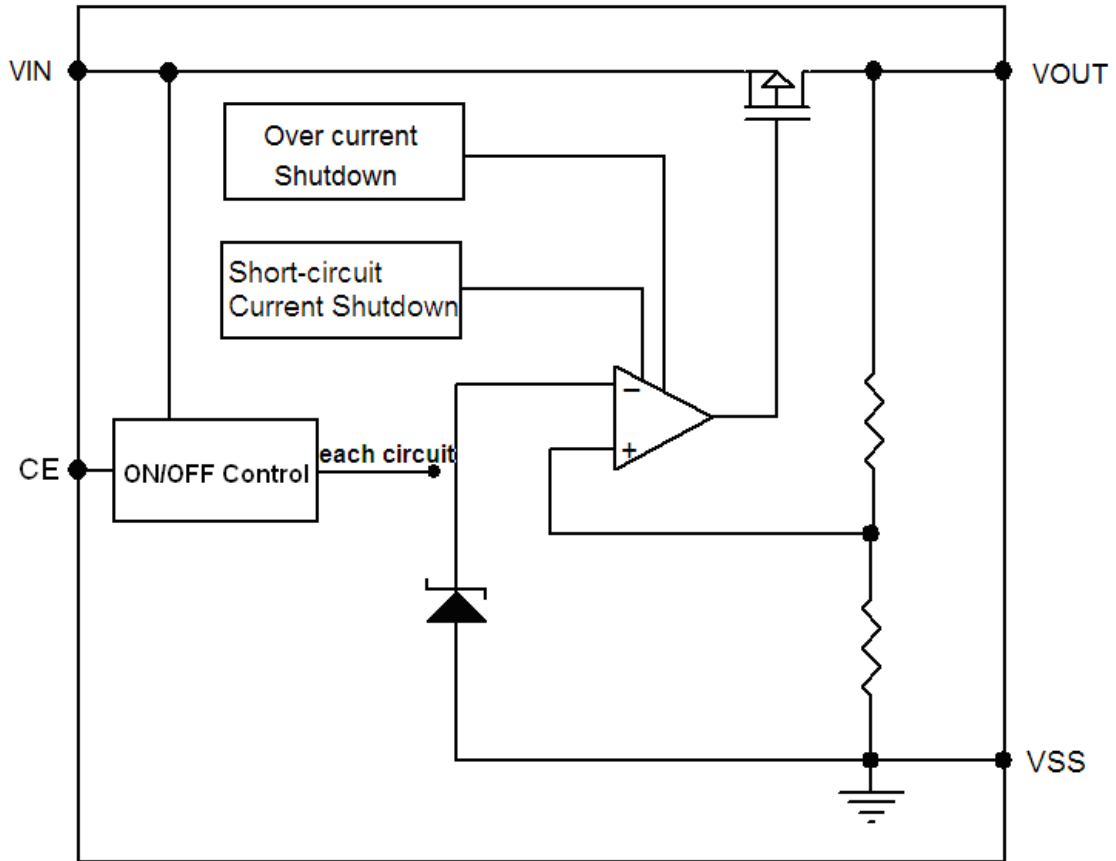 VIN
VOUT
Over current
Shutdown
Short-circuit
Current Shutdown
−
+
each circuit
CE
ON/OFF Control
VSS